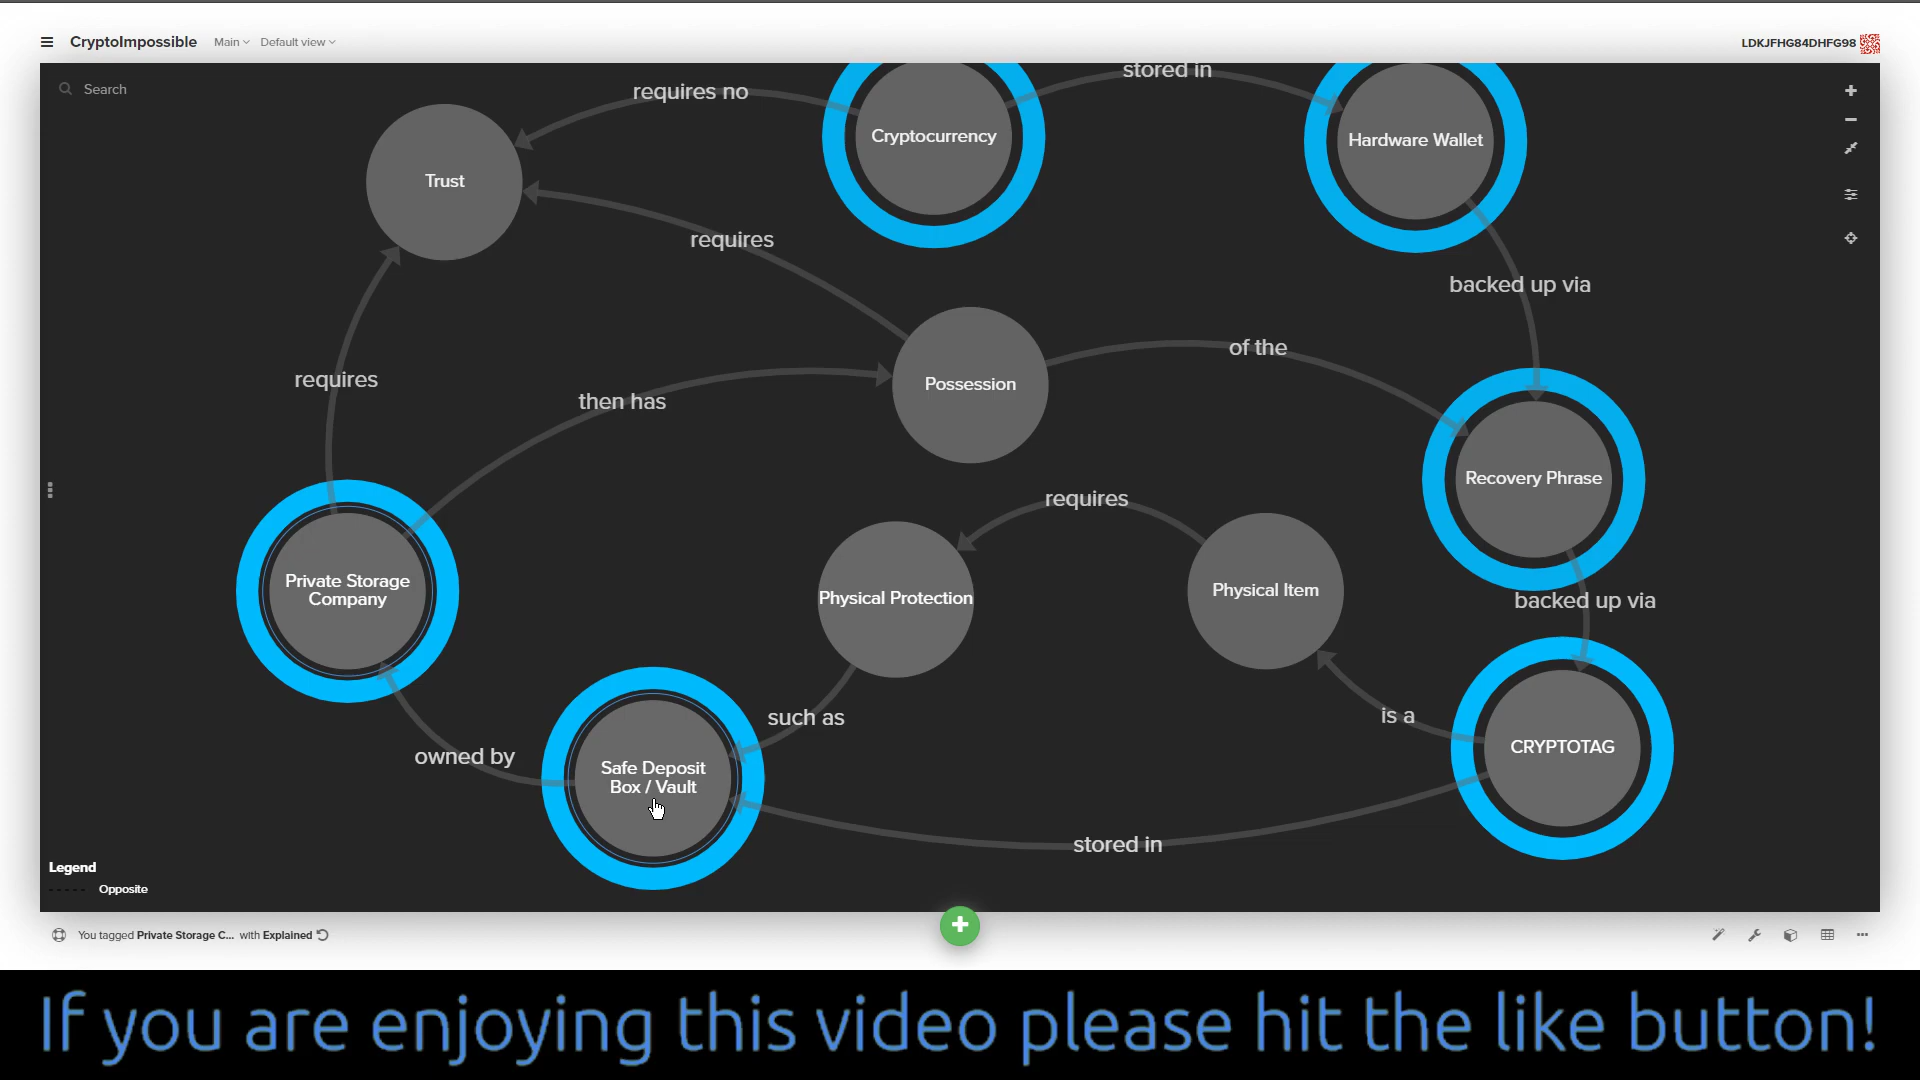 CryptoImpossible Main Default view LDKJFHG84DHFG98
Search
stored in
requires no
Cryptocurrency
Hardware Wallet
Trust
requires
backed up via
of the
requires
Possession
then has
Recovery Phrase
requires
Private Storage
Company
Physical Protection
Physical Item
backed up via
such as
is a
owned by
CRYPTOTAG
Safe Deposit
Box / Vault
stored in
Legend
Opposite
You tagged Private Storage C... with Explained
If you are enjoying this video please hit the like button!